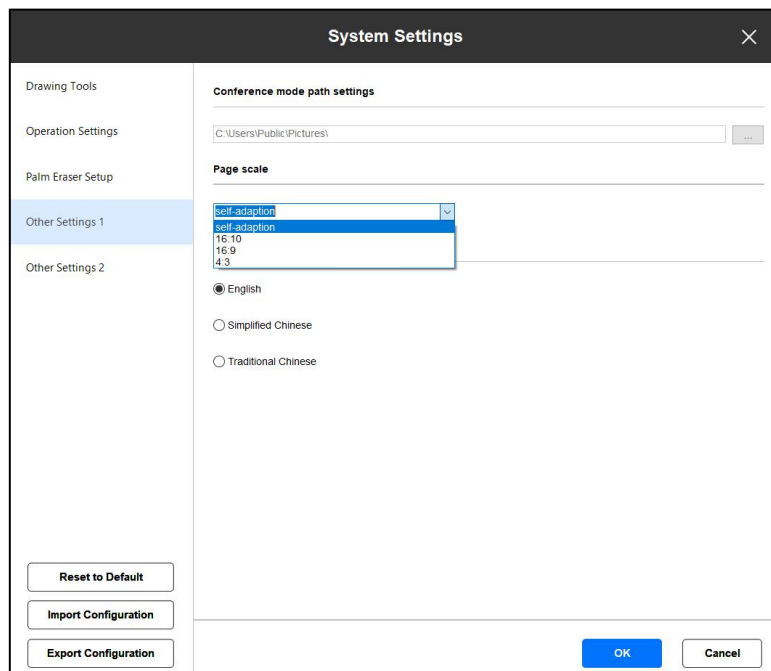 System Settings
Drawing Tools
Operation Settings
Palm Eraser Setup
Other Settings 1
Other Settings 2
Reset to Default
Import Configuration
Export Configuration
Conference mode path settings
C:\Users\Public\Pictures\
...
Page scale
self-adaption
self-adaption
16:10
16:9
4:3
English
Simplified Chinese
Traditional Chinese
OK
Cancel